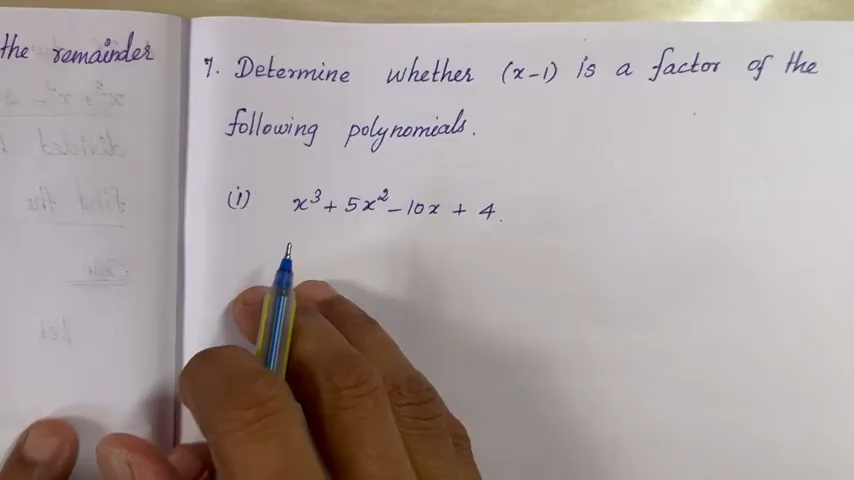 the remainder
7. Determine whether (x-1) is a factor of the
following polynomials.
(i) x³ + 5x² - 10x + 4.